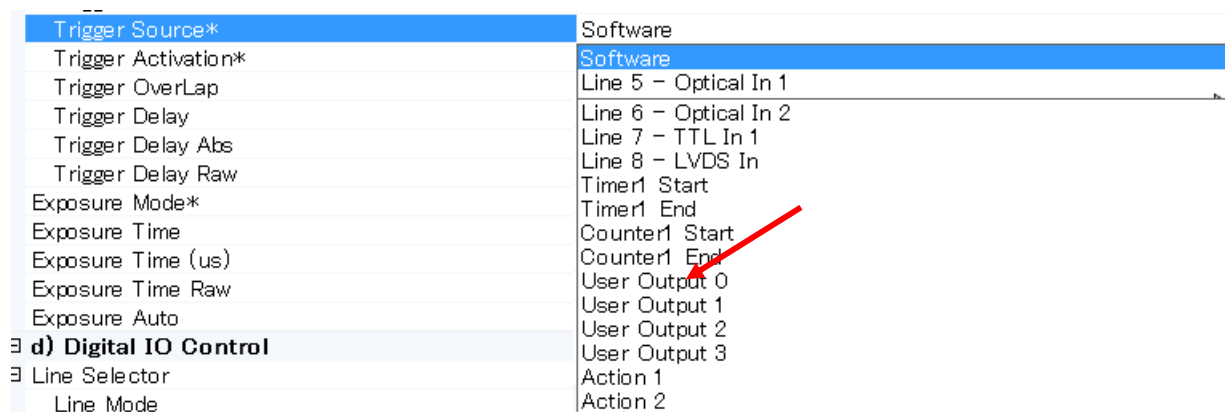 Trigger Source* Software
Trigger Activation* Software
Trigger OverLap Line 5 - Optical In 1
Trigger Delay Line 6 - Optical In 2
Trigger Delay Abs Line 7 - TTL In 1
Trigger Delay Raw Line 8 - LVDS In
Exposure Mode* Timer1 Start
Timer1 End
Exposure Time Counter1 Start
Exposure Time (us) Counter1 End
Exposure Time Raw User Output 0
User Output 1
Exposure Auto User Output 2
d) Digital IO Control User Output 3
Line Selector Action 1
Line Mode Action 2